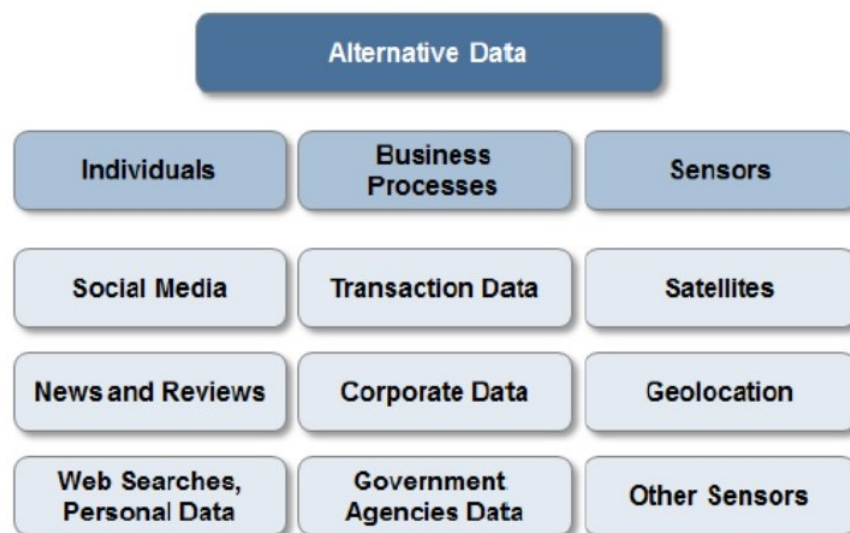 Alternative Data
Individuals
Business
Processes
Sensors
Social Media
Transaction Data
Satellites
News and Reviews
Corporate Data
Geolocation
Web Searches,
Personal Data
Government
Agencies Data
Other Sensors